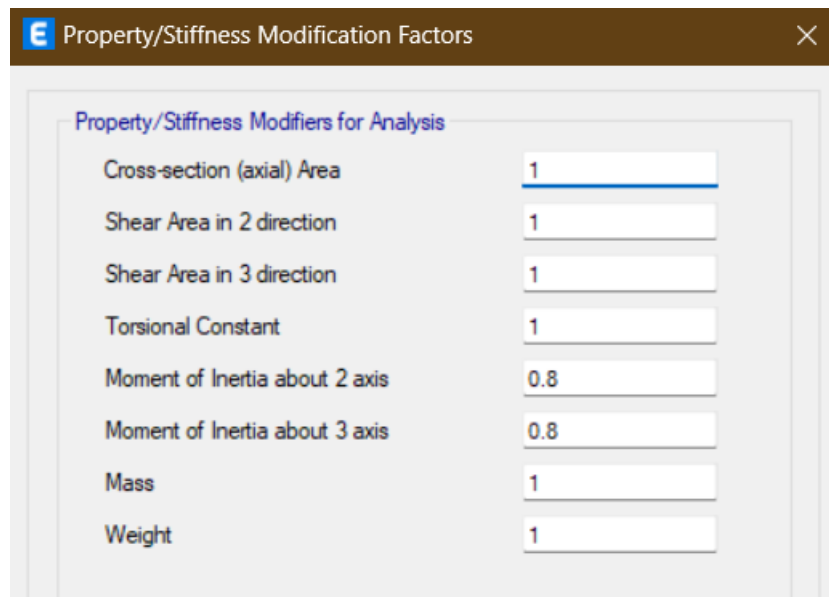 E Property/Stiffness Modification Factors
Property/Stiffness Modifiers for Analysis
Cross-section (axial) Area 1
Shear Area in 2 direction 1
Shear Area in 3 direction 1
Torsional Constant 1
Moment of Inertia about 2 axis 0.8
Moment of Inertia about 3 axis 0.8
Mass 1
Weight 1